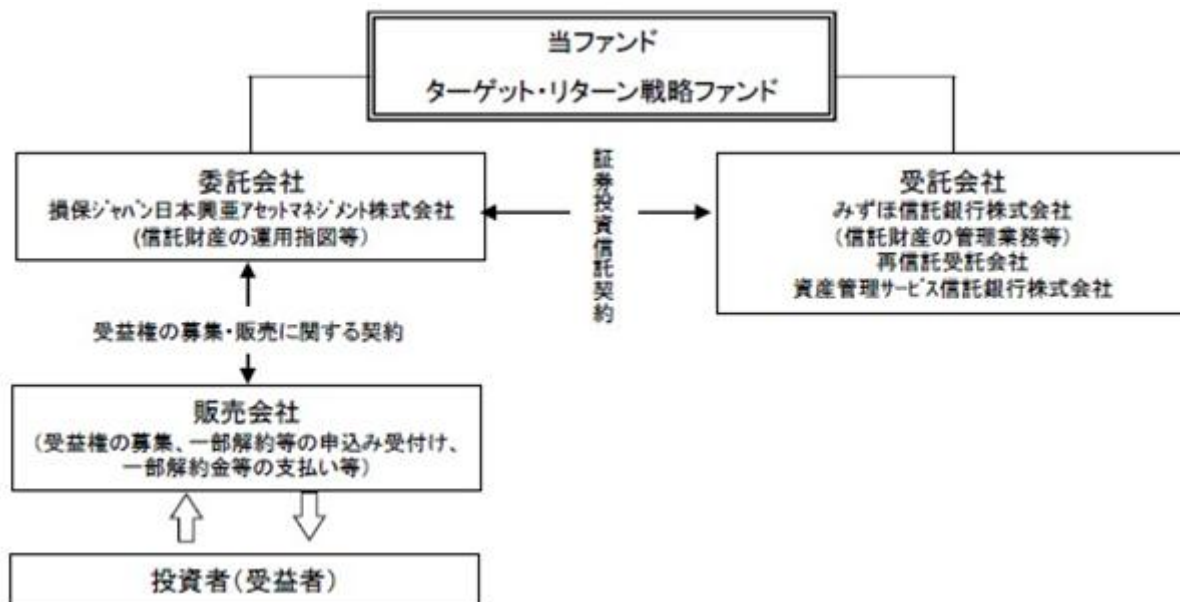 当ファンド
ターゲット・リターン戦略ファンド
委託会社
損保ｼﾞｬﾊﾟﾝ日本興亜ｱｾｯﾄﾏﾈｼﾞﾒﾝﾄ株式会社
(信託財産の運用指図等)
証券投資信託契約
受託会社
みずほ信託銀行株式会社
(信託財産の管理業務等)
再信託受託会社
資産管理ｻｰﾋﾞｽ信託銀行株式会社
受益権の募集・販売に関する契約
販売会社
(受益権の募集、一部解約等の申込み受付け、
一部解約金等の支払い等)
投資者(受益者)